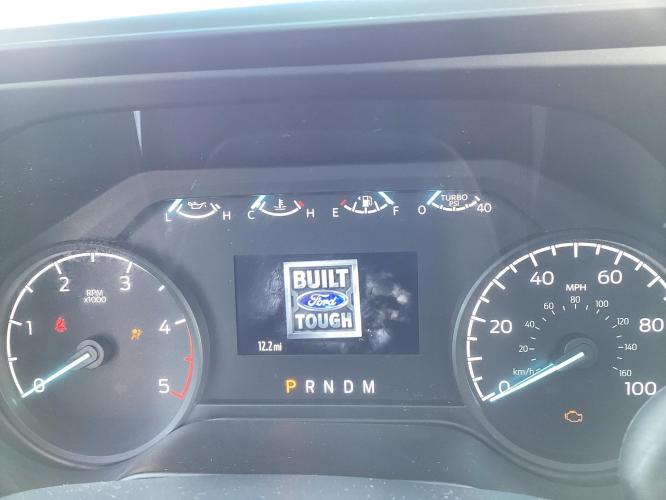 L H C H E F 0 TURBO PSI 40
RPM
x1000
0 1 2 3 4 5
BUILT
Ford
TOUGH
12.2 mi
P R N D M
MPH
0 20 40 60 80 100
km/h 20 40 60 80 100 120 140 160